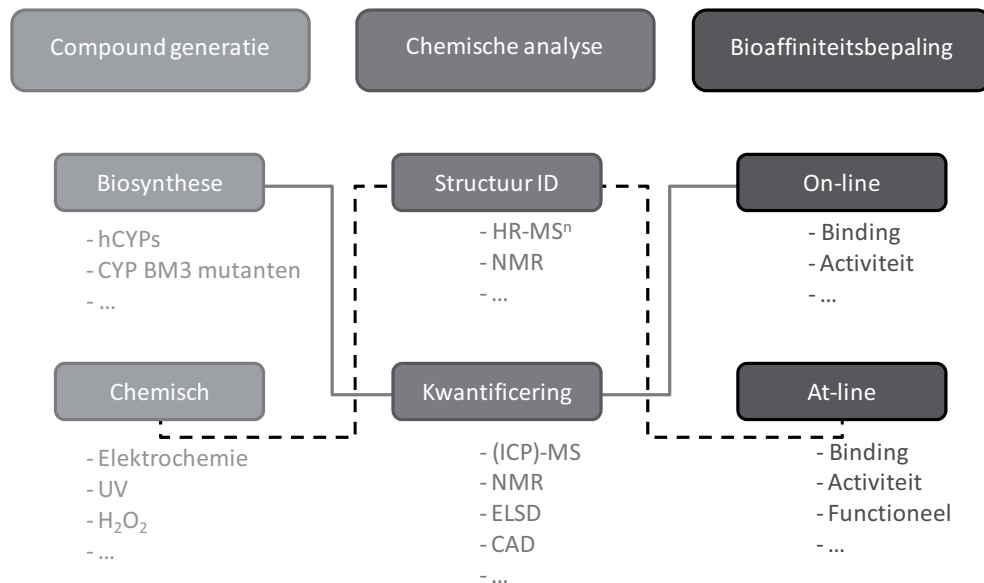 Compound generatie
Chemische analyse
Bioaffiniteitsbepaling
Biosynthese
- hCYPs
- CYP BM3 mutanten
- ...
Structuur ID
- HR-MSⁿ
- NMR
- ...
On-line
- Binding
- Activiteit
- ...
Chemisch
- Elektrochemie
- UV
- H₂O₂
- ...
Kwantificering
- (ICP)-MS
- NMR
- ELSD
- CAD
- ...
At-line
- Binding
- Activiteit
- Functioneel
- ...